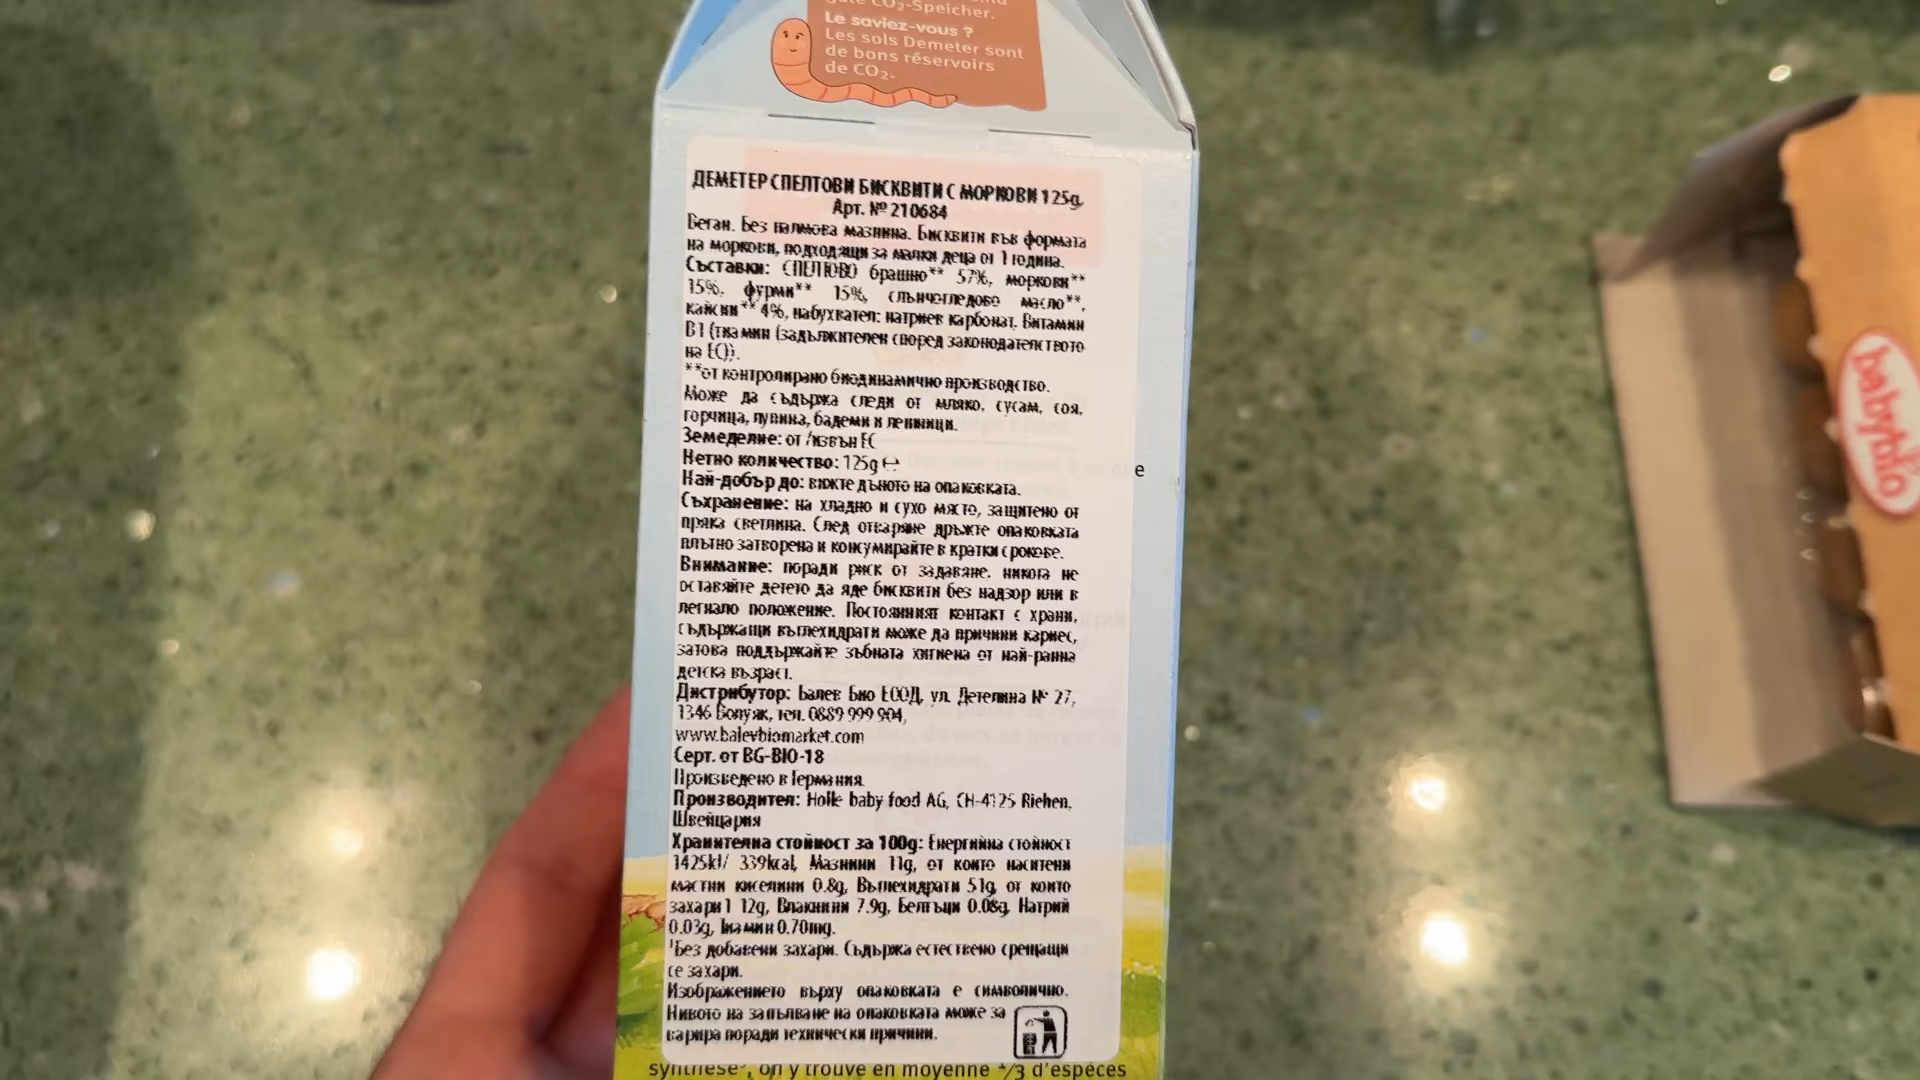 CO₂-Speicher.
Le saviez-vous ?
Les sols Demeter sont
de bons réservoirs
de CO₂.
ДЕМЕТЕР СПЕЛТОВИ БИСКВИТИ С МОРКОВИ 125g
Арт. № 210684
Веган. Без палмова мазнина. Бисквити във формата
на моркови, подходящи за малки деца от 1 година.
Съставки: СПЕЛТОВО брашно** 57%, моркови**
15%, фурми** 15%, слънчогледово масло**,
кайсии** 4%, набухвател: натриев карбонат. Витамин
B1 (тиамин (задължителен според законодателството
на ЕС)).
**от контролирано биодинамично производство.
Може да съдържа следи от мляко, сусам, соя,
горчица, лупина, бадеми и лешници.
Земеделие: от /извън ЕС
Нетно количество: 125g ℮
Най-добър до: вижте дъното на опаковката.
Съхранение: на хладно и сухо място, защитено от
пряка светлина. След отваряне дръжте опаковката
плътно затворена и консумирайте в кратки срокове.
Внимание: поради риск от задавяне, никога не
оставяйте детето да яде бисквити без надзор или в
легнало положение. Постоянният контакт с храни,
съдържащи въглехидрати може да причини кариес,
затова поддържайте зъбната хигиена от най-ранна
детска възраст.
Дистрибутор: Балев Био ЕООД, ул. Детелина № 27,
1346 Волуяк, тел. 0889 999 904,
www.balevbiomarket.com
Серт. от BG-BIO-18
Произведено в Германия.
Производител: Holle baby food AG, CH-4125 Riehen,
Швейцария
Хранителна стойност за 100g: Енергийна стойност
1425kJ/ 339kcal, Мазнини 11g, от които наситени
мастни киселини 0.8g, Въглехидрати 51g, от които
захари1 12g, Влакнини 7.9g, Белтъци 0.08g, Натрий
0.03g, Тиамин 0.70mg.
¹Без добавени захари. Съдържа естествено срещащи
се захари.
Изображението върху опаковката е символично.
Нивото на запълване на опаковката може за
варира поради технически причини.
synthèse⁵, on y trouve en moyenne ¹/3 d'espèces
babybio